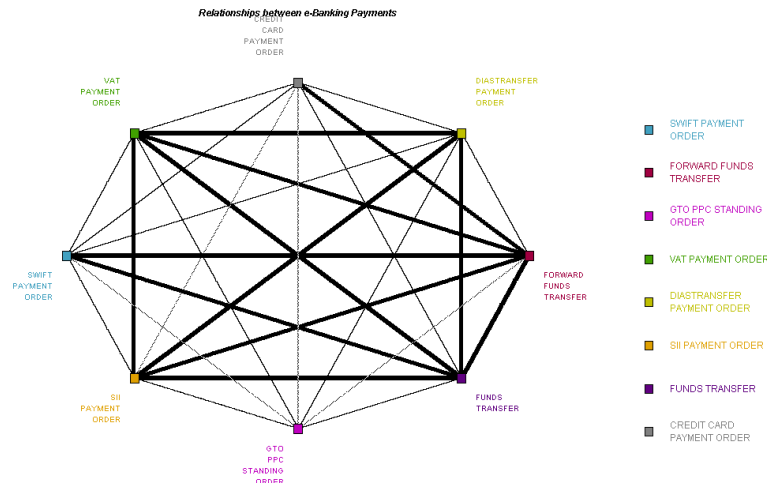 Relationships between e-Banking Payments
CREDIT
CARD
PAYMENT
ORDER
VAT
PAYMENT
ORDER
DIASTRANSFER
PAYMENT
ORDER
SWIFT
PAYMENT
ORDER
FORWARD
FUNDS
TRANSFER
SII
PAYMENT
ORDER
FUNDS
TRANSFER
GTO
PPC
STANDING
ORDER
SWIFT PAYMENT
ORDER
FORWARD FUNDS
TRANSFER
GTO PPC STANDING
ORDER
VAT PAYMENT ORDER
DIASTRANSFER
PAYMENT ORDER
SII PAYMENT ORDER
FUNDS TRANSFER
CREDIT CARD
PAYMENT ORDER